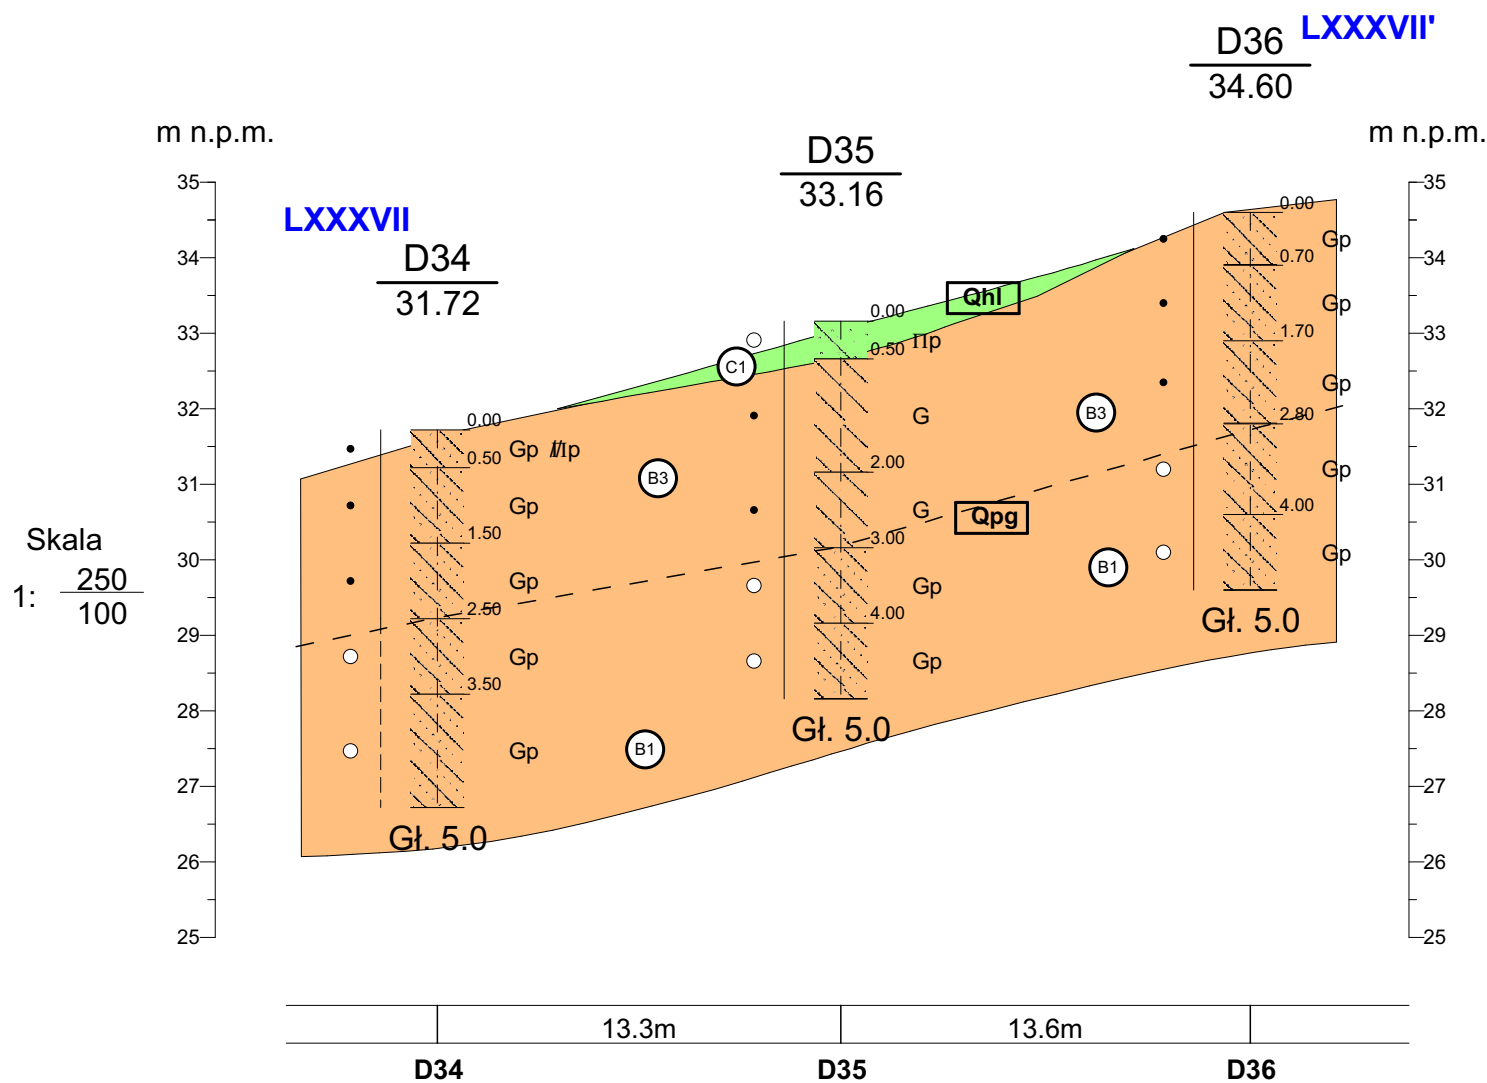 LXXXVII'
D36
34.60
m n.p.m.
m n.p.m.
D35
33.16
LXXXVII
D34
31.72
35
34
33
32
31
30
29
28
27
26
25
35
34
33
32
31
30
29
28
27
26
25
Skala
1: 250
100
0.00
0.50
1.50
2.50
3.50
Gp
Gp
Gp
Gp
Gp
Gł. 5.0
C1
B3
B1
0.00
0.50
2.00
3.00
4.00
Πp
G
G
Gp
Gp
Gł. 5.0
Qhl
Qpg
B3
B1
0.00
0.70
1.70
2.80
4.00
Gp
Gp
Gp
Gp
Gp
Gł. 5.0
13.3m
13.6m
D34
D35
D36